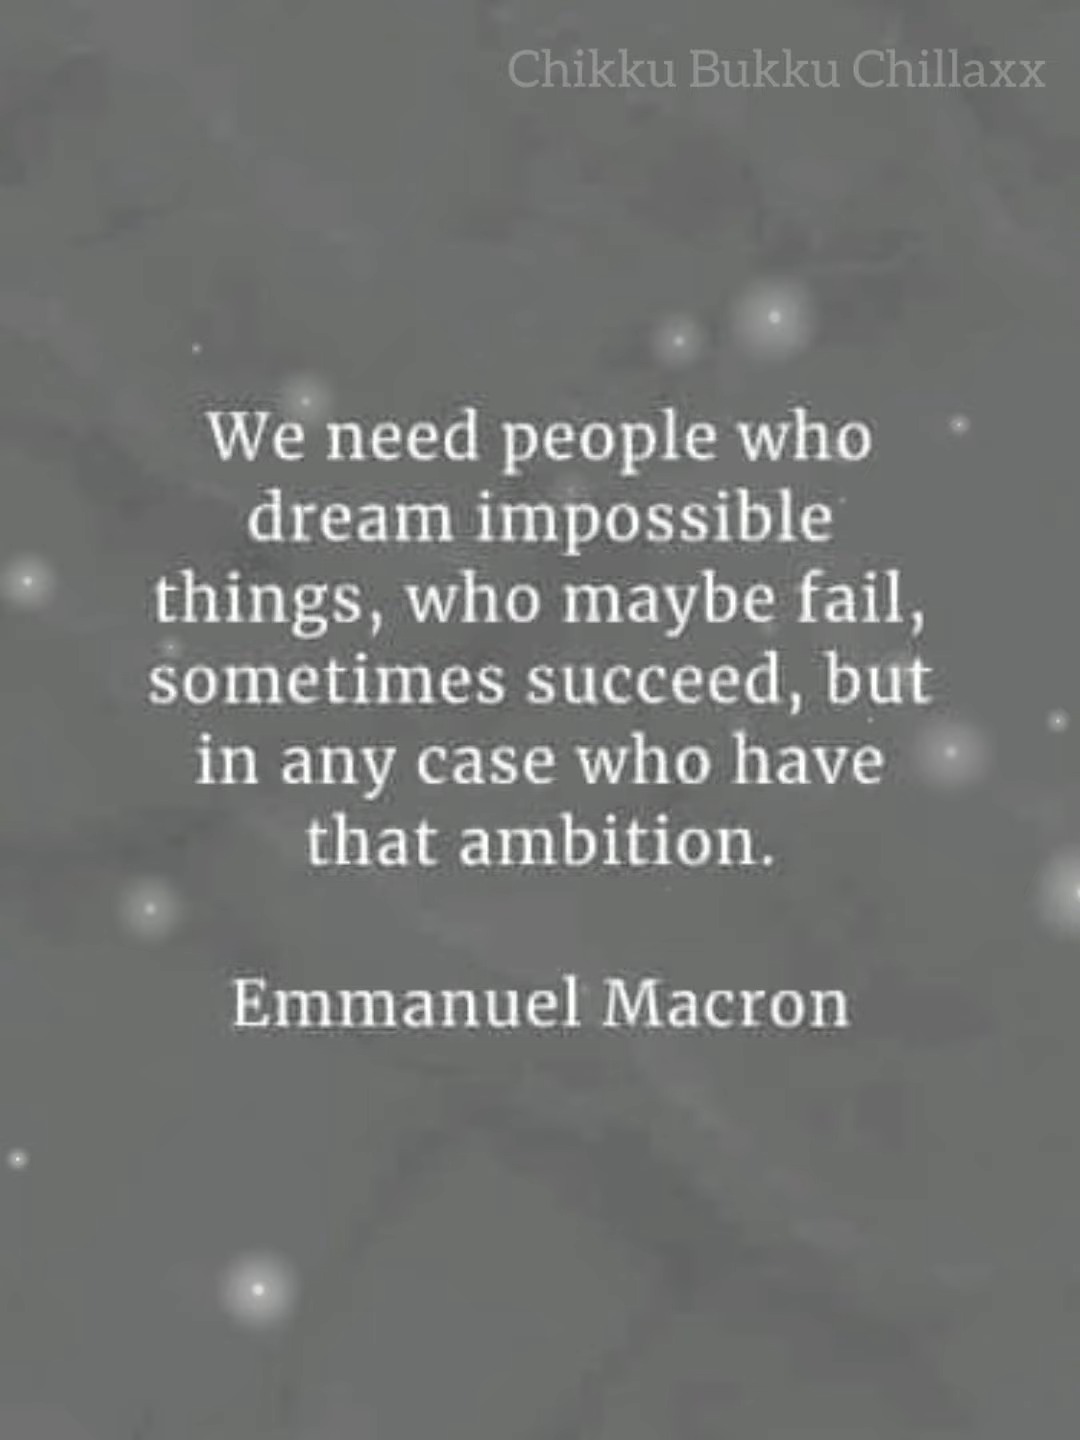 Chikku Bukku Chillaxx
We need people who
dream impossible
things, who maybe fail,
sometimes succeed, but
in any case who have
that ambition.
Emmanuel Macron